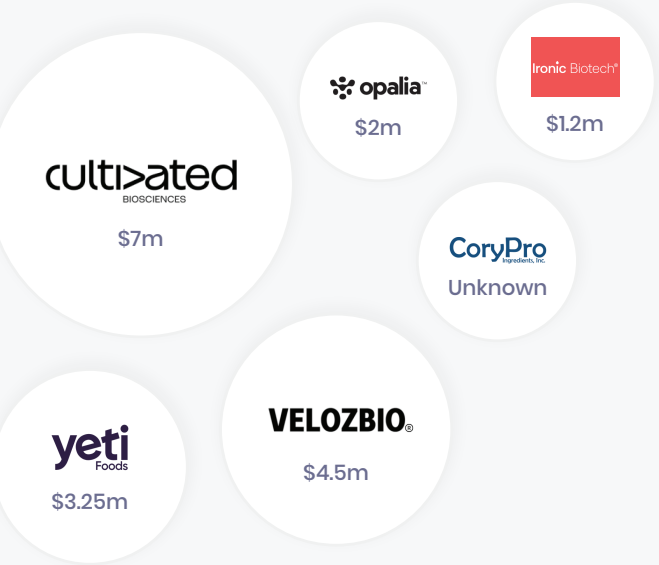 cultivated
BIOSCIENCES
$7m
opalia™
$2m
Ironic Biotech®
$1.2m
CoryPro
Ingredients, Inc.
Unknown
yeti
Foods
$3.25m
VELOZBIO®
$4.5m